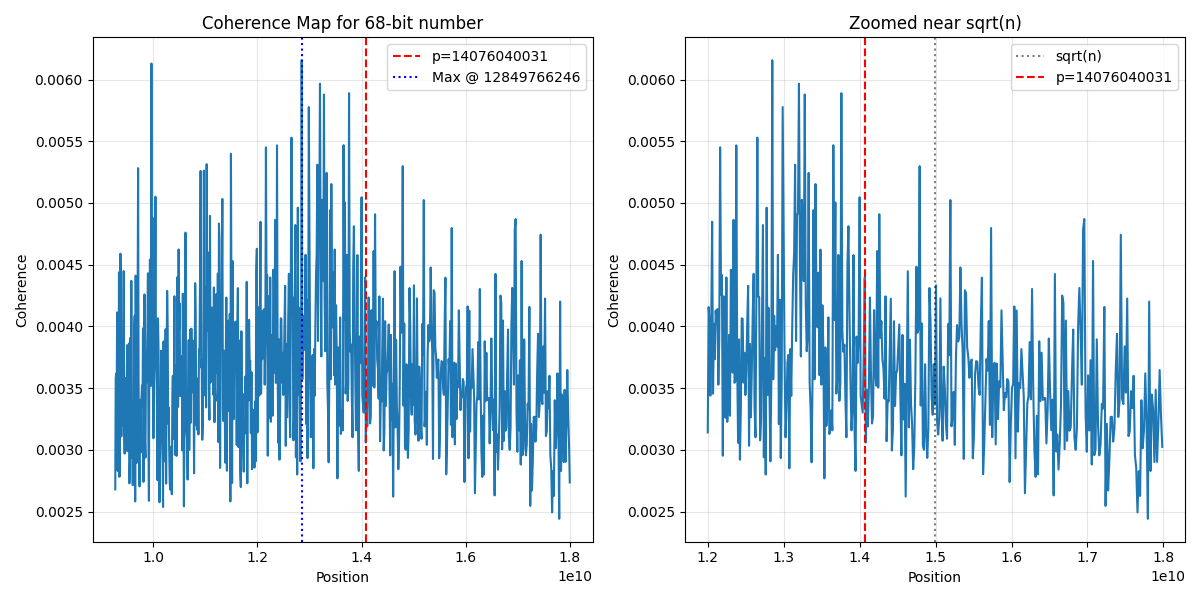 Coherence Map for 68-bit number
p=14076040031
Max @ 12849766246
0.0060
0.0055
0.0050
0.0045
0.0040
0.0035
0.0030
0.0025
Coherence
1.0 1.2 1.4 1.6 1.8
1e10
Position
Zoomed near sqrt(n)
sqrt(n)
p=14076040031
0.0060
0.0055
0.0050
0.0045
0.0040
0.0035
0.0030
0.0025
Coherence
1.2 1.3 1.4 1.5 1.6 1.7 1.8
1e10
Position